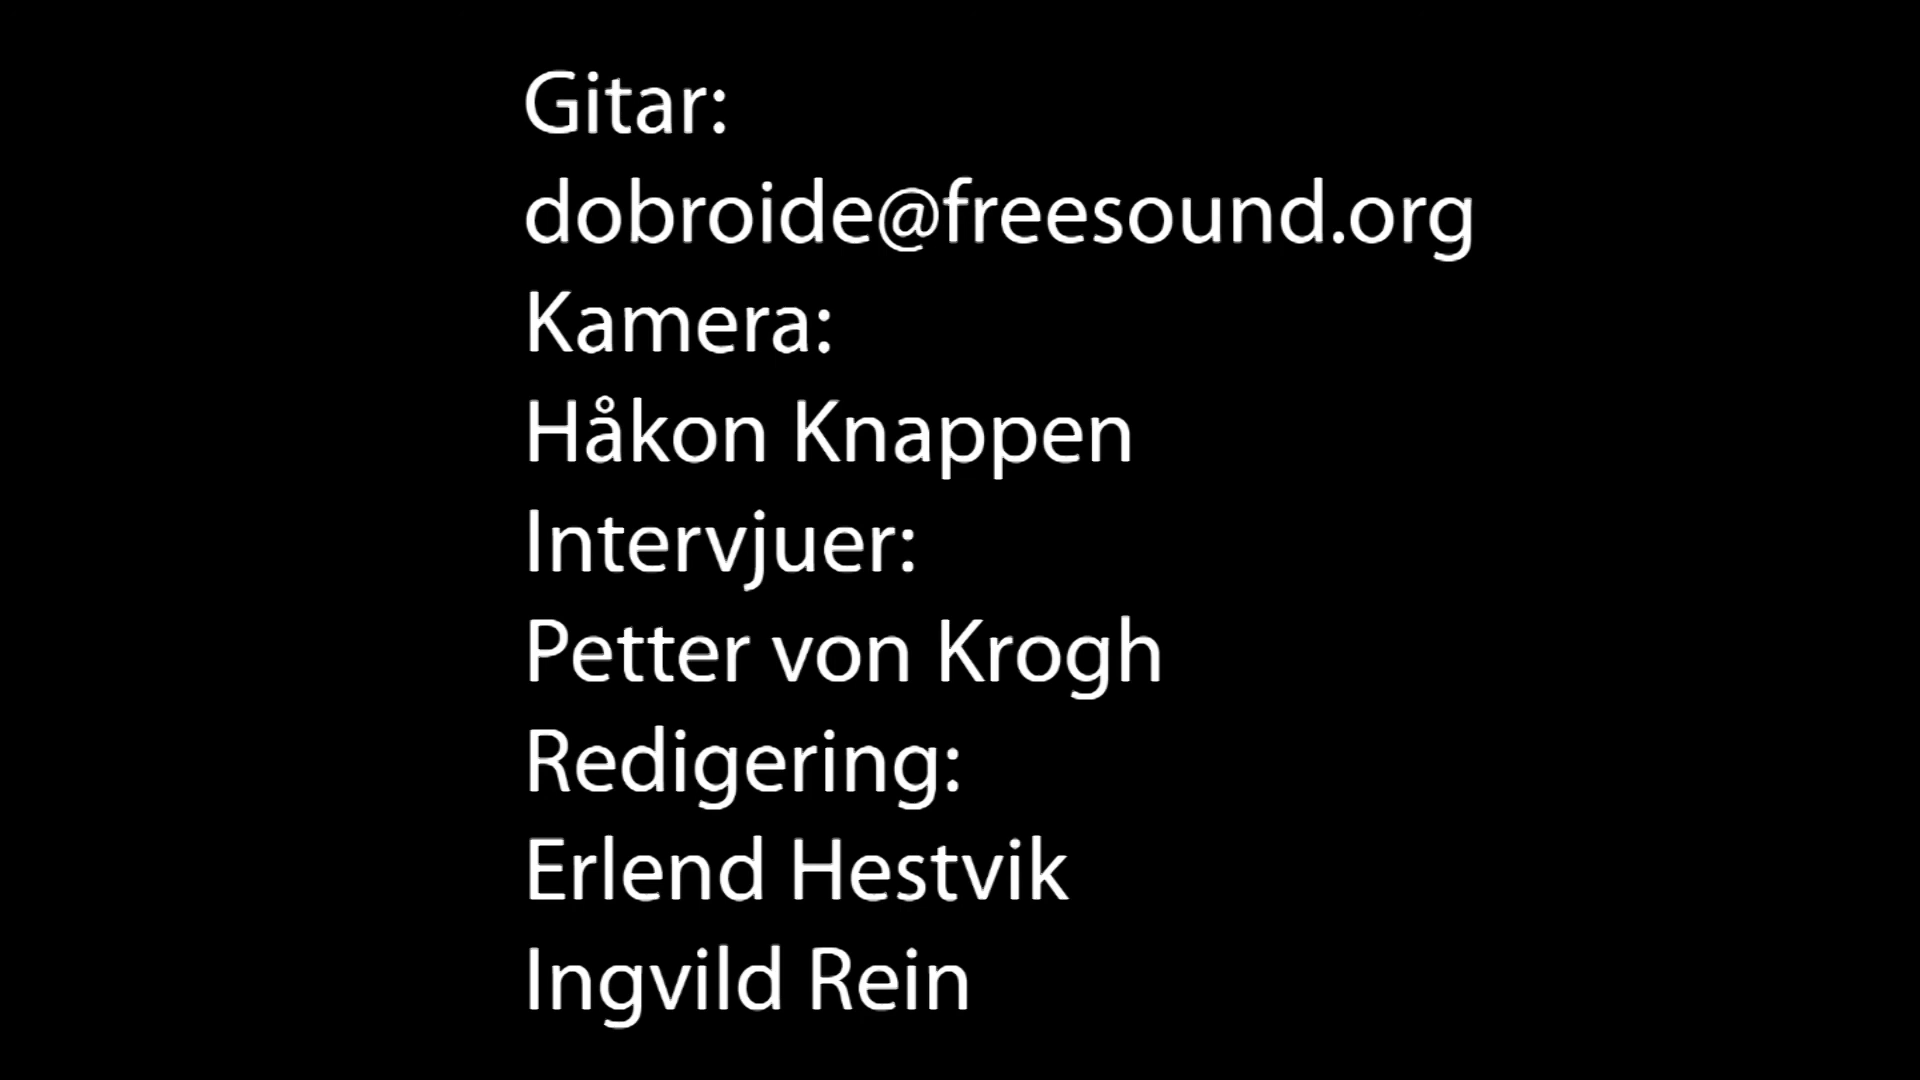 Gitar:
dobroide@freesound.org
Kamera:
Håkon Knappen
Intervjuer:
Petter von Krogh
Redigering:
Erlend Hestvik
Ingvild Rein